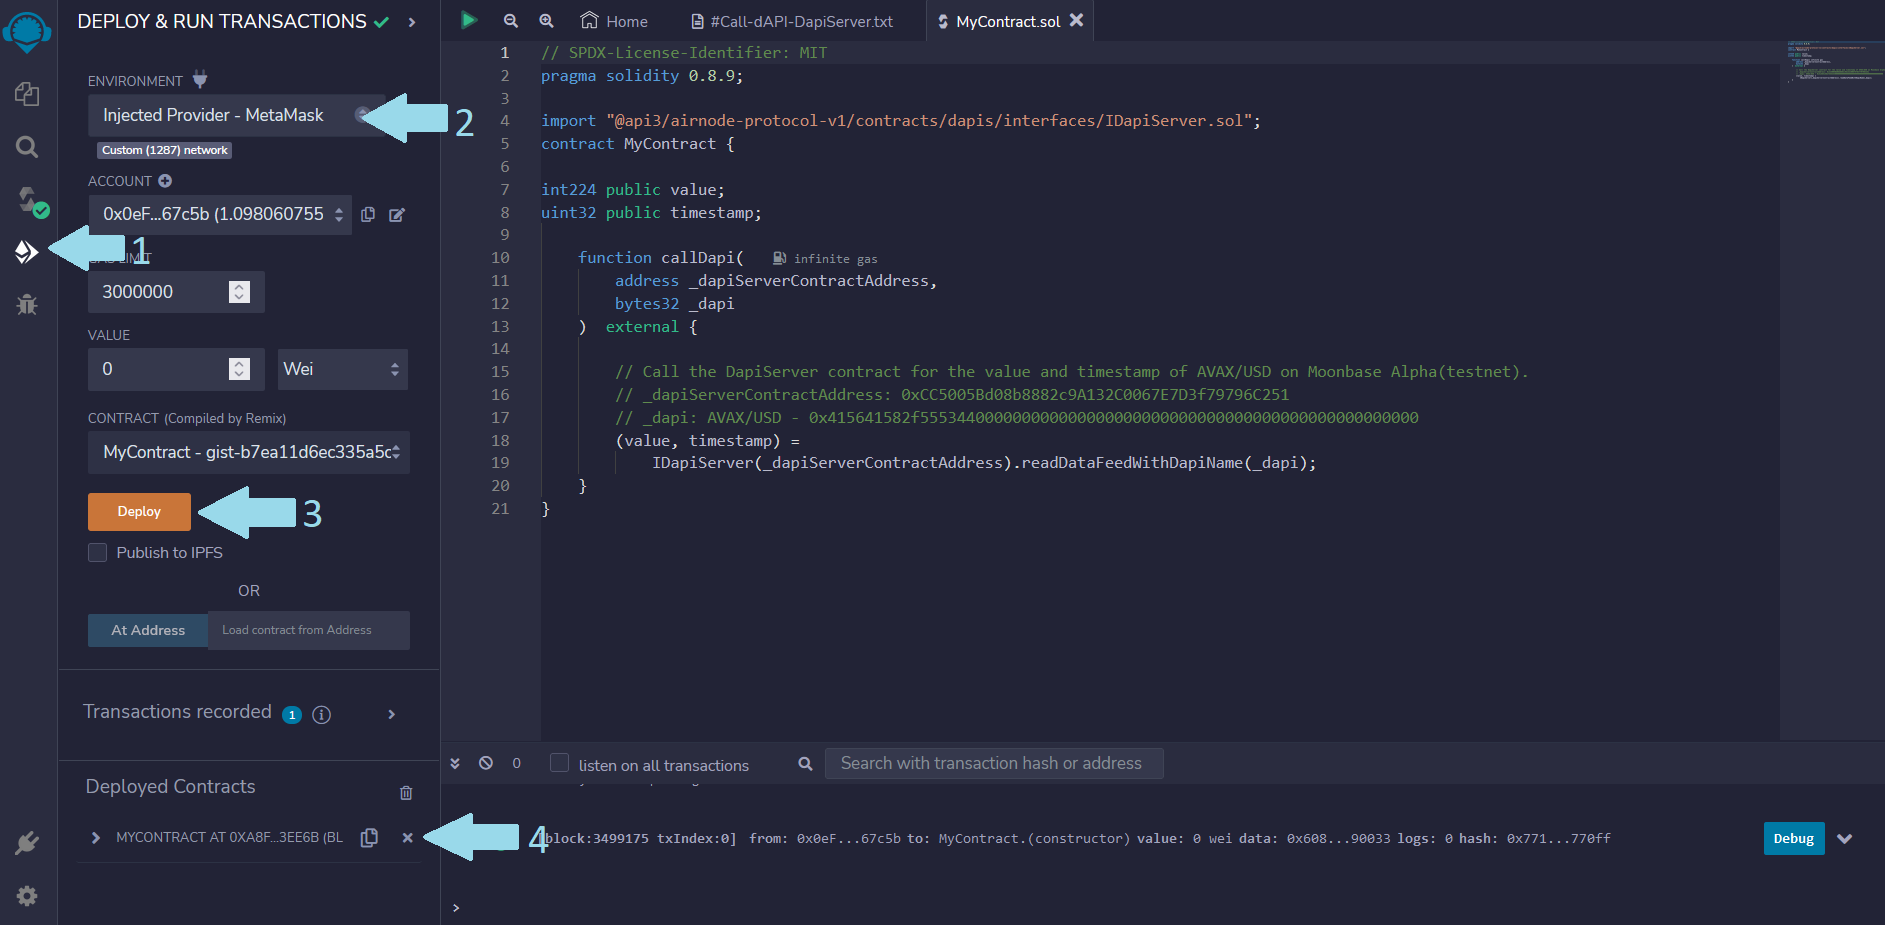 DEPLOY & RUN TRANSACTIONS
ENVIRONMENT
Injected Provider - MetaMask
2
Custom (1287) network
ACCOUNT
0x0eF...67c5b (1.098060755
1
GAS LIMIT
3000000
VALUE
0
Wei
CONTRACT (Compiled by Remix)
MyContract - gist-b7ea11d6ec335a5c
Deploy
3
Publish to IPFS
OR
At Address
Load contract from Address
Transactions recorded 1
Deployed Contracts
MYCONTRACT AT 0XA8F...3EE6B (BL
4
Home
#Call-dAPI-DapiServer.txt
MyContract.sol
1 // SPDX-License-Identifier: MIT
2 pragma solidity 0.8.9;
3
4 import "@api3/airnode-protocol-v1/contracts/dapis/interfaces/IDapiServer.sol";
5 contract MyContract {
6
7 int224 public value;
8 uint32 public timestamp;
9
10 function callDapi( infinite gas
11 address _dapiServerContractAddress,
12 bytes32 _dapi
13 ) external {
14
15 // Call the DapiServer contract for the value and timestamp of AVAX/USD on Moonbase Alpha(testnet).
16 // _dapiServerContractAddress: 0xCC5005Bd08b8882c9A132C0067E7D3f79796C251
17 // _dapi: AVAX/USD - 0x415641582f555344000000000000000000000000000000000000000000000000
18 (value, timestamp) =
19 IDapiServer(_dapiServerContractAddress).readDataFeedWithDapiName(_dapi);
20 }
21 }
0
listen on all transactions
Search with transaction hash or address
block:3499175 txIndex:0] from: 0x0eF...67c5b to: MyContract.(constructor) value: 0 wei data: 0x608...90033 logs: 0 hash: 0x771...770ff
Debug
>